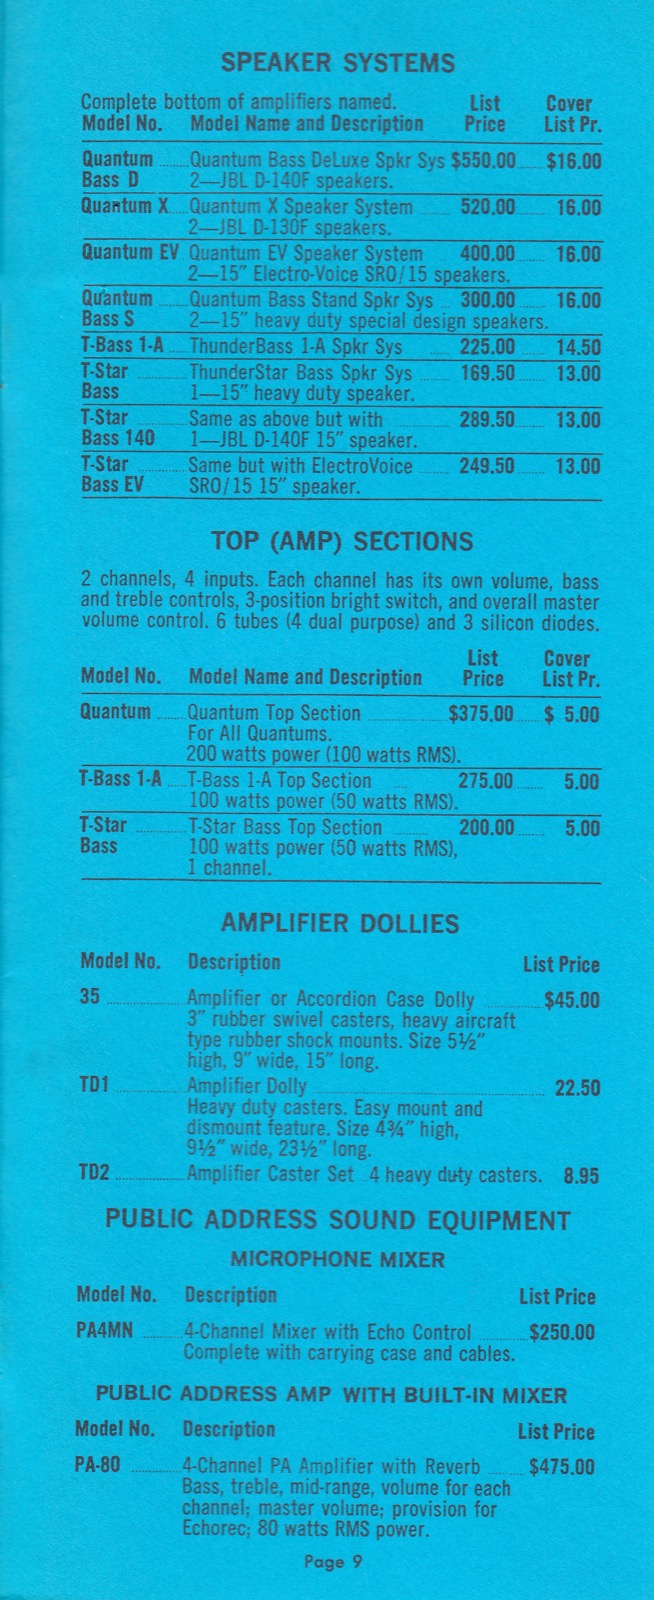 SPEAKER SYSTEMS
Complete bottom of amplifiers named. List Cover
Model No. Model Name and Description Price List Pr.
Quantum Quantum Bass DeLuxe Spkr Sys $550.00 $16.00
Bass D 2—JBL D-140F speakers.
Quantum X Quantum X Speaker System 520.00 16.00
2—JBL D-130F speakers.
Quantum EV Quantum EV Speaker System 400.00 16.00
2—15" Electro-Voice SRO/15 speakers.
Quantum Quantum Bass Stand Spkr Sys 300.00 16.00
Bass S 2—15" heavy duty special design speakers.
T-Bass 1-A ThunderBass 1-A Spkr Sys 225.00 14.50
T-Star ThunderStar Bass Spkr Sys 169.50 13.00
Bass 1—15" heavy duty speaker.
T-Star Same as above but with 289.50 13.00
Bass 140 1—JBL D-140F 15" speaker.
T-Star Same but with ElectroVoice 249.50 13.00
Bass EV SRO/15 15" speaker.
TOP (AMP) SECTIONS
2 channels, 4 inputs. Each channel has its own volume, bass
and treble controls, 3-position bright switch, and overall master
volume control. 6 tubes (4 dual purpose) and 3 silicon diodes.
List Cover
Model No. Model Name and Description Price List Pr.
Quantum Quantum Top Section $375.00 $ 5.00
For All Quantums.
200 watts power (100 watts RMS).
T-Bass 1-A T-Bass 1-A Top Section 275.00 5.00
100 watts power (50 watts RMS).
T-Star T-Star Bass Top Section 200.00 5.00
Bass 100 watts power (50 watts RMS),
1 channel.
AMPLIFIER DOLLIES
Model No. Description List Price
35 Amplifier or Accordion Case Dolly $45.00
3" rubber swivel casters, heavy aircraft
type rubber shock mounts. Size 5½"
high, 9" wide, 15" long.
TD1 Amplifier Dolly 22.50
Heavy duty casters. Easy mount and
dismount feature. Size 4¾" high,
9½" wide, 23½" long.
TD2 Amplifier Caster Set 4 heavy duty casters. 8.95
PUBLIC ADDRESS SOUND EQUIPMENT
MICROPHONE MIXER
Model No. Description List Price
PA4MN 4-Channel Mixer with Echo Control $250.00
Complete with carrying case and cables.
PUBLIC ADDRESS AMP WITH BUILT-IN MIXER
Model No. Description List Price
PA-80 4-Channel PA Amplifier with Reverb $475.00
Bass, treble, mid-range, volume for each
channel; master volume; provision for
Echorec; 80 watts RMS power.
Page 9